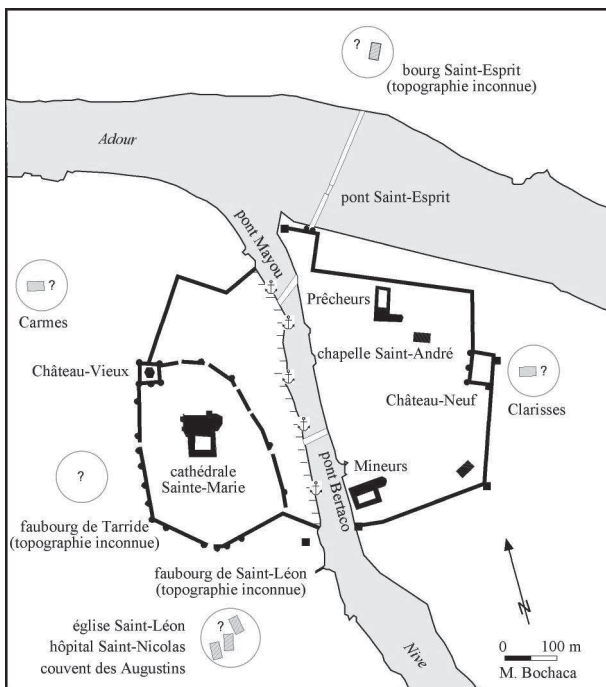 ?
bourg Saint-Esprit
(topographie inconnue)
Adour
pont Saint-Esprit
pont Mayou
?
Carmes
Prêcheurs
chapelle Saint-André
Château-Vieux
Château-Neuf
?
Clarisses
cathédrale
Sainte-Marie
pont Bertaco
Mineurs
?
faubourg de Tarride
(topographie inconnue)
faubourg de Saint-Léon
(topographie inconnue)
?
église Saint-Léon
hôpital Saint-Nicolas
couvent des Augustins
Nive
N
0 100 m
M. Bochaca